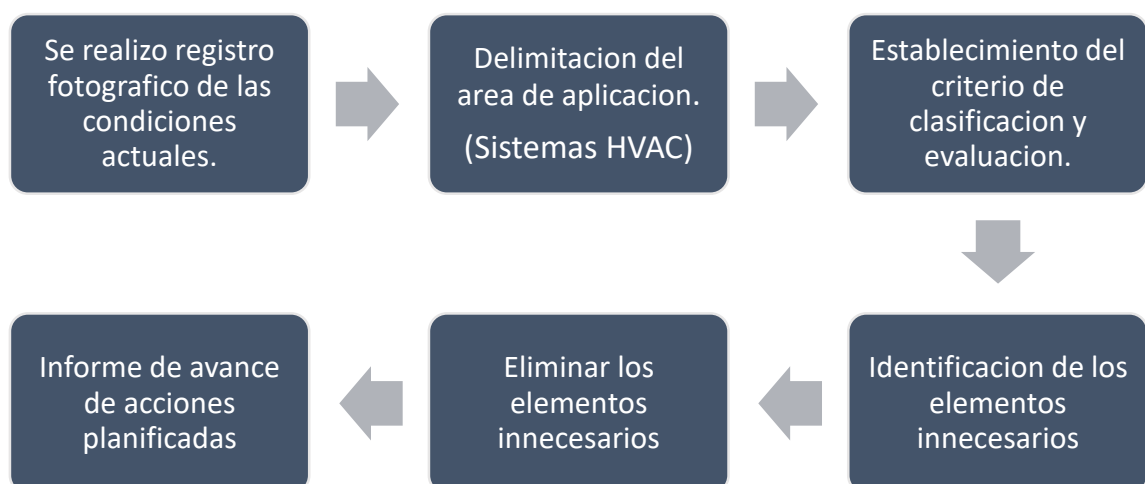 Se realizo registro
fotografico de las
condiciones
actuales.
Delimitacion del
area de aplicacion.
(Sistemas HVAC)
Establecimiento del
criterio de
clasificacion y
evaluacion.
Identificacion de los
elementos
innecesarios
Eliminar los
elementos
innecesarios
Informe de avance
de acciones
planificadas